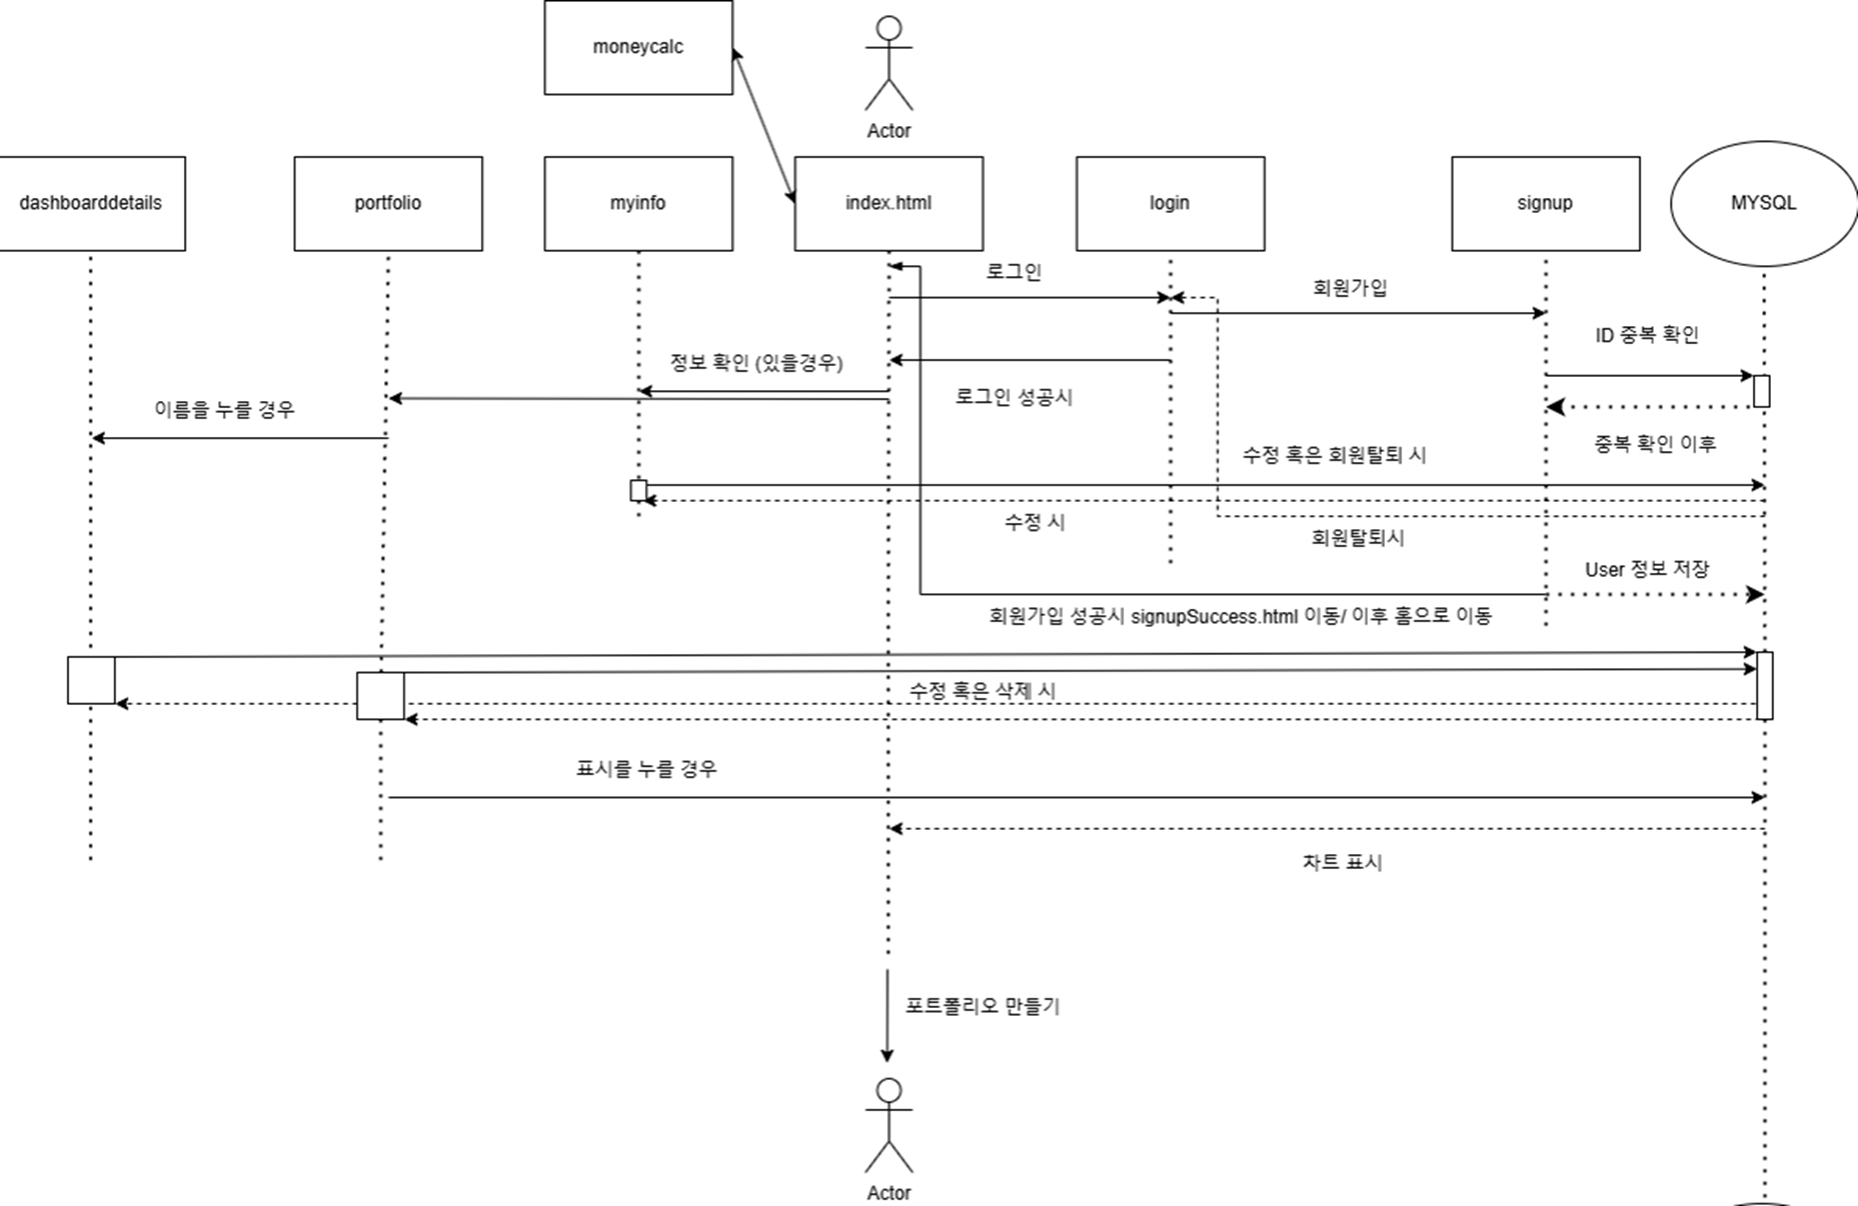 moneycalc
Actor
dashboarddetails
portfolio
myinfo
index.html
login
signup
MYSQL
로그인
회원가입
ID 중복 확인
정보 확인 (있을경우)
로그인 성공시
이름을 누를 경우
중복 확인 이후
수정 혹은 회원탈퇴 시
수정 시
회원탈퇴시
User 정보 저장
회원가입 성공시 signupSuccess.html 이동/ 이후 홈으로 이동
수정 혹은 삭제 시
표시를 누를 경우
차트 표시
포트폴리오 만들기
Actor